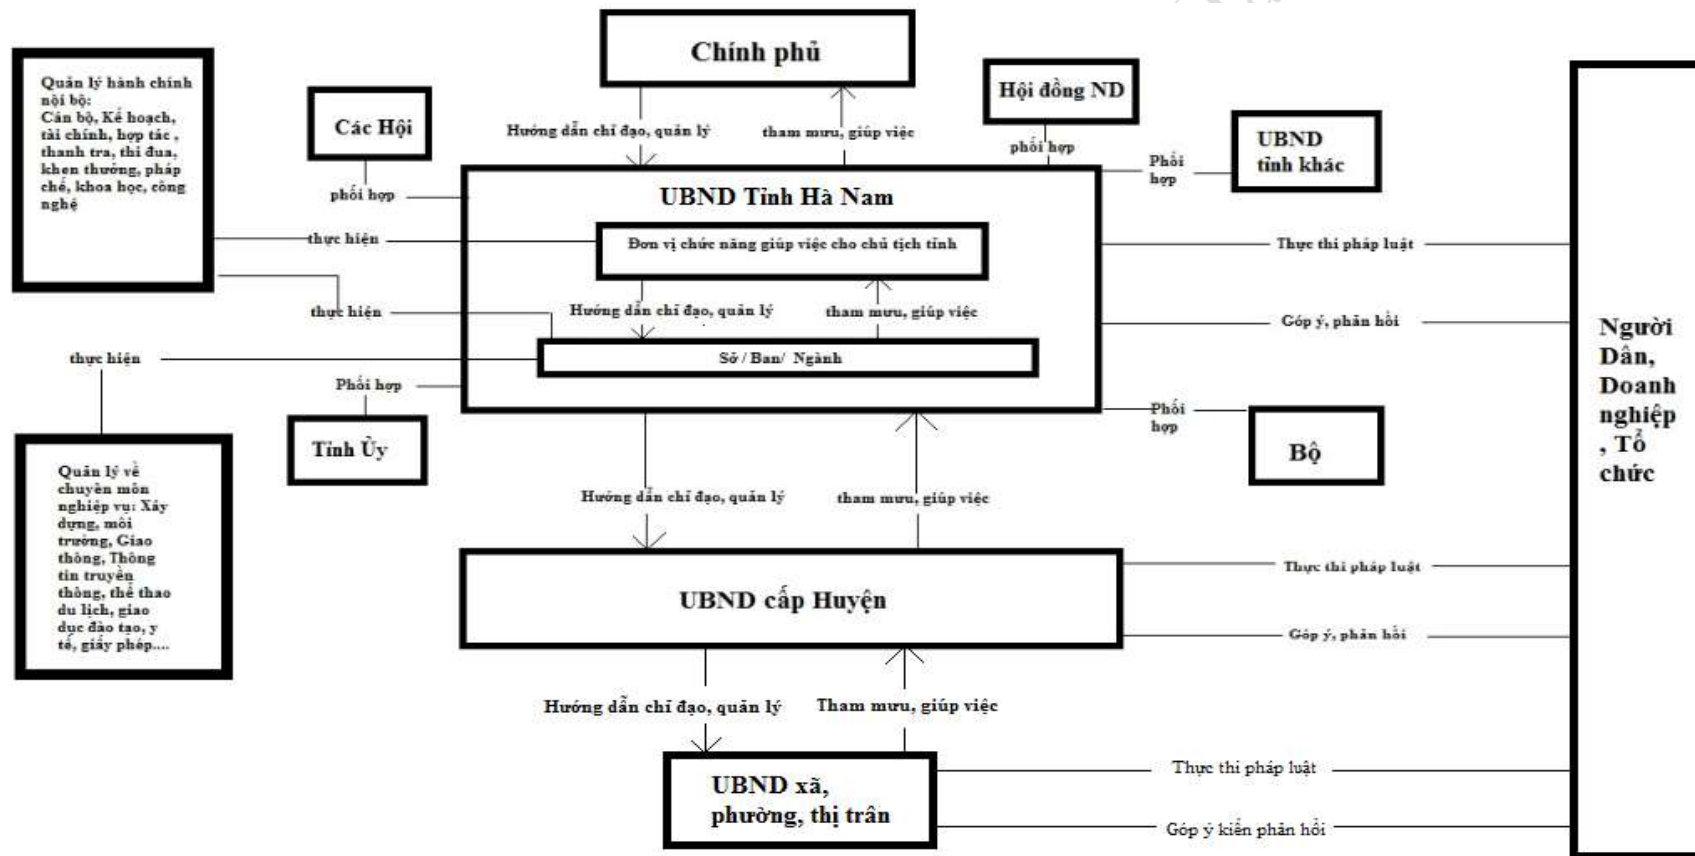 Chính phủ
Quản lý hành chính
nội bộ:
Cán bộ, Kế hoạch,
tài chính, hợp tác ,
thanh tra, thi đua,
khen thưởng, pháp
chế, khoa học, công
nghệ
Các Hội
Hội đồng ND
UBND
tỉnh khác
Hướng dẫn chỉ đạo, quản lý
tham mưu, giúp việc
phối hợp
Phối
hợp
phối hợp
UBND Tỉnh Hà Nam
thực hiện
Đơn vị chức năng giúp việc cho chủ tịch tỉnh
Thực thi pháp luật
thực hiện
Hướng dẫn chỉ đạo, quản lý
tham mưu, giúp việc
Góp ý, phản hồi
thực hiện
Sở / Ban/ Ngành
Phối hợp
Phối
hợp
Người
Dân,
Doanh
nghiệp
, Tổ
chức
Tỉnh Ủy
Bộ
Quản lý về
chuyên môn
nghiệp vụ: Xây
dựng, môi
trường, Giao
thông, Thông
tin truyền
thông, thể thao
du lịch, giao
dục đào tạo, y
tế, giấy phép....
Hướng dẫn chỉ đạo, quản lý
tham mưu, giúp việc
UBND cấp Huyện
Thực thi pháp luật
Góp ý, phản hồi
Hướng dẫn chỉ đạo, quản lý
Tham mưu, giúp việc
UBND xã,
phường, thị trân
Thực thi pháp luật
Góp ý kiến phản hồi